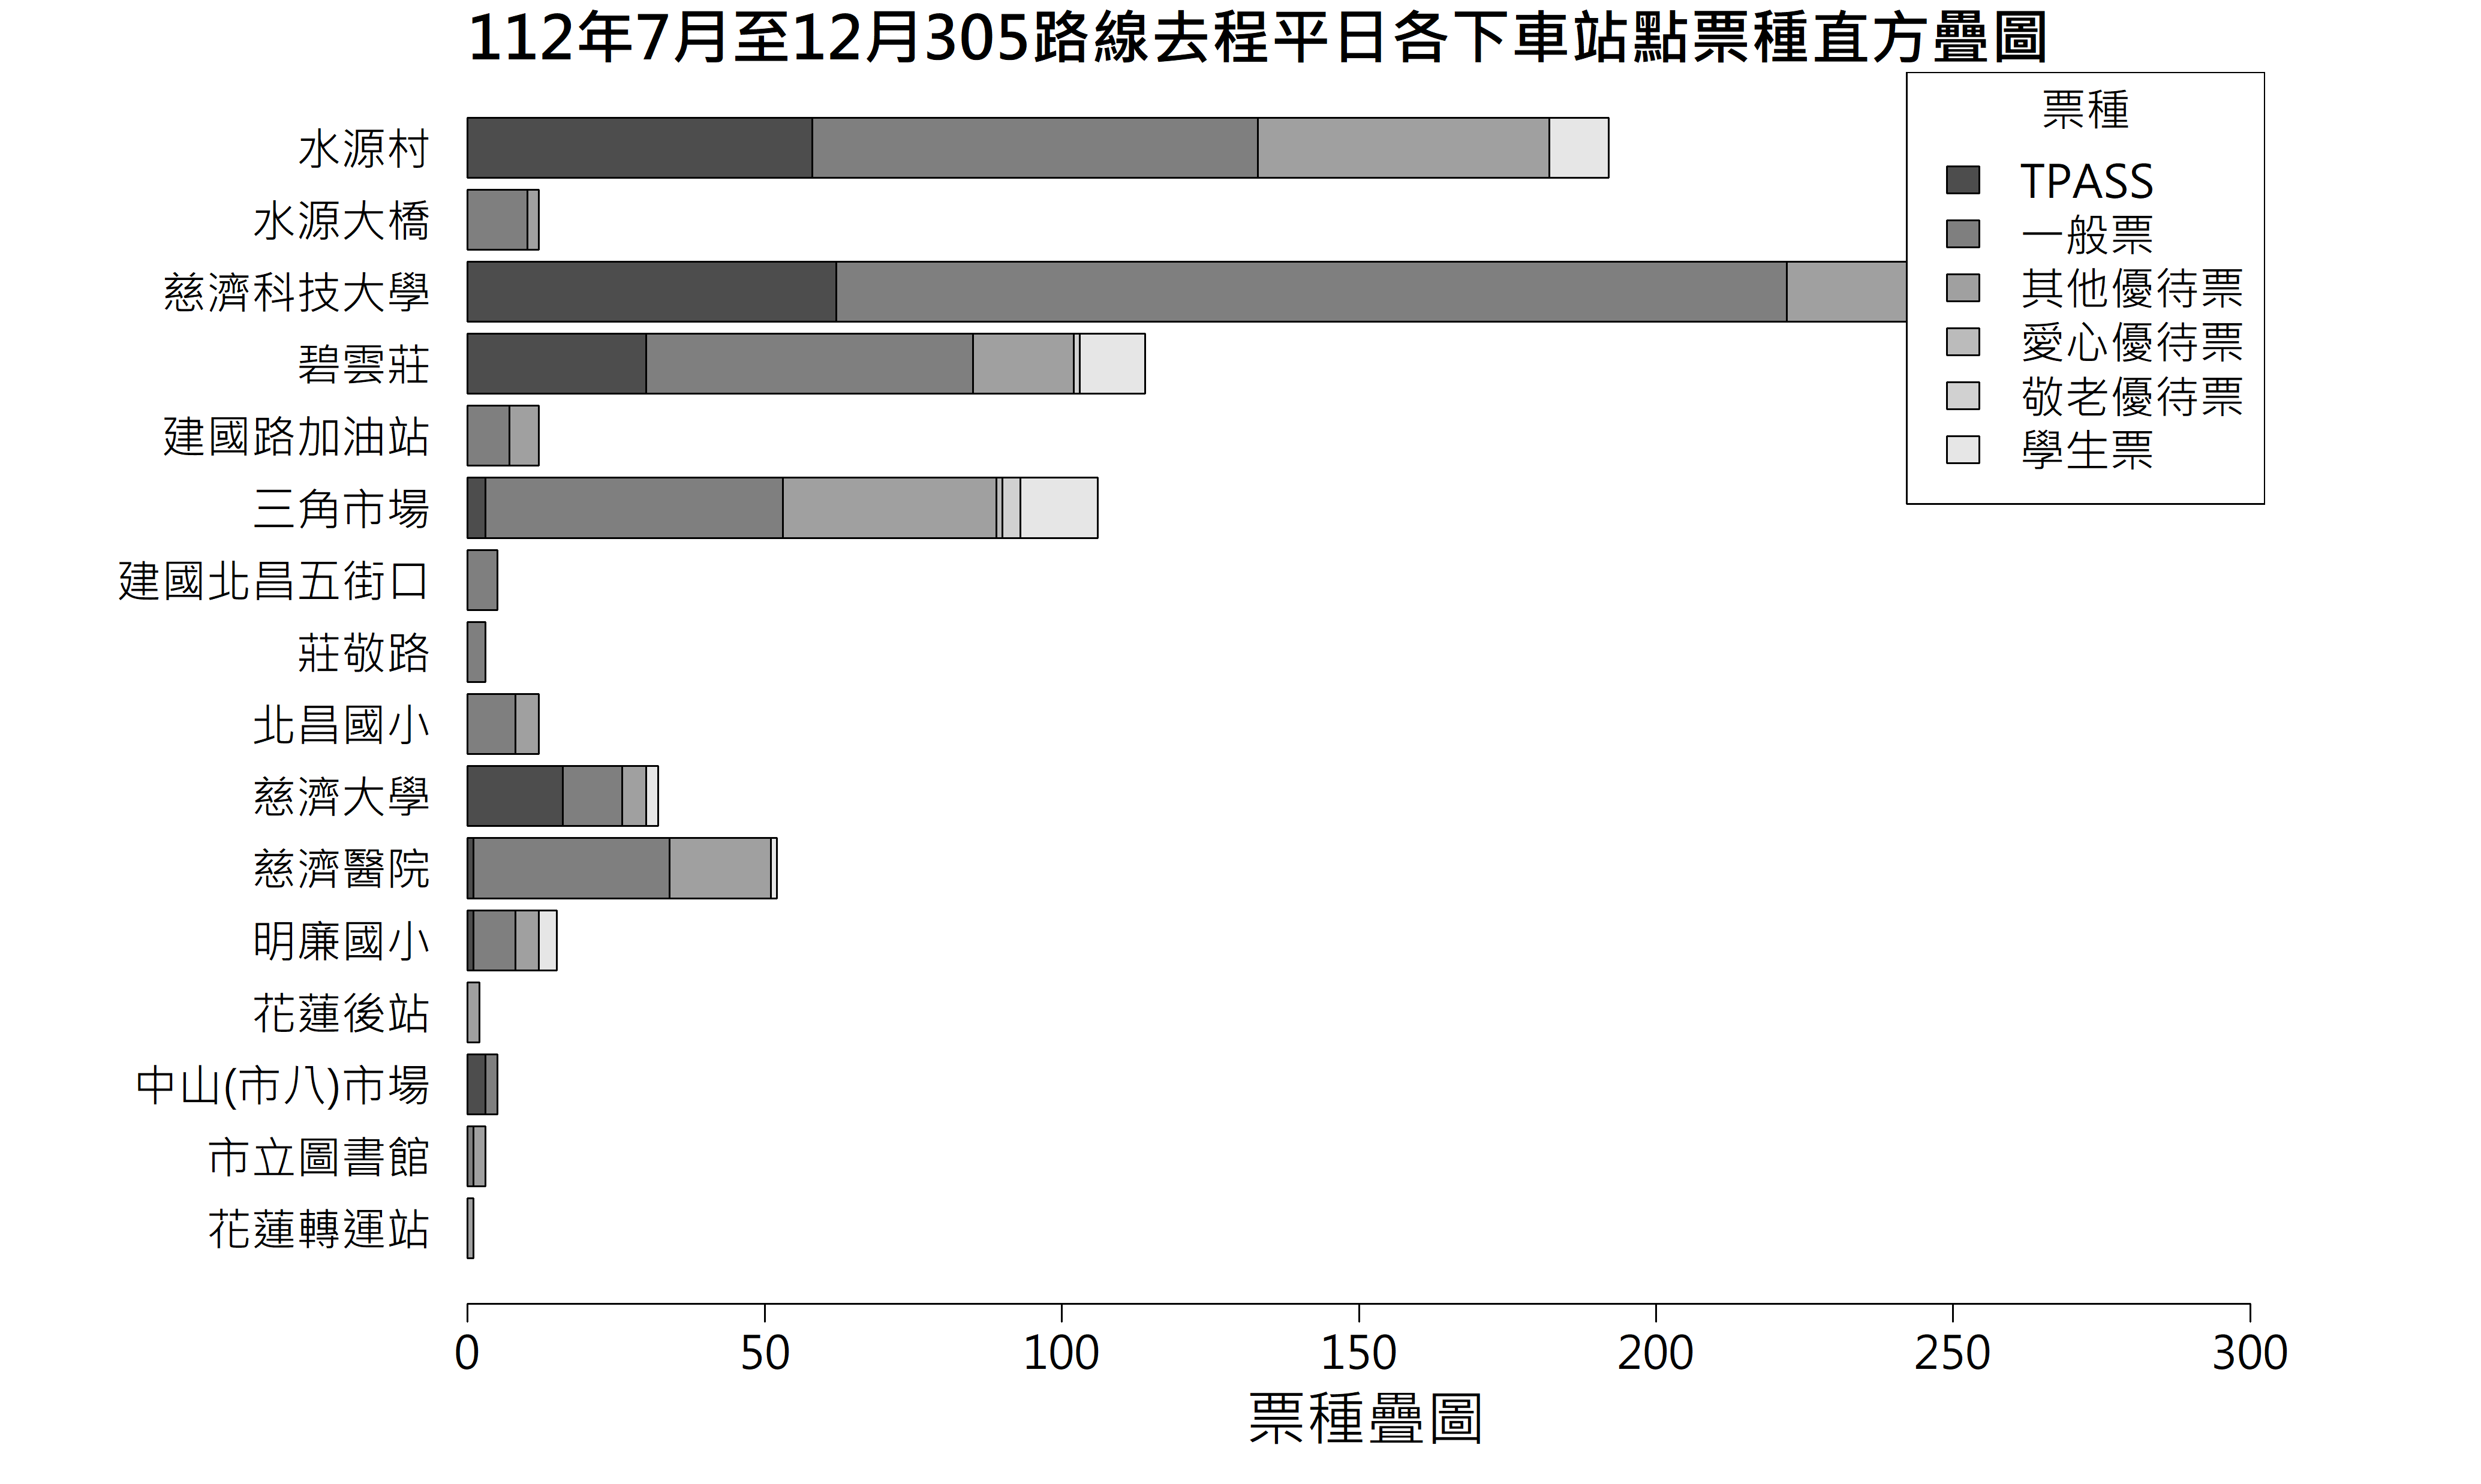 112年7月至12月305路線去程平日各下車站點票種直方疊圖
票種
TPASS
一般票
其他優待票
愛心優待票
敬老優待票
學生票
水源村
水源大橋
慈濟科技大學
碧雲莊
建國路加油站
三角市場
建國北昌五街口
莊敬路
北昌國小
慈濟大學
慈濟醫院
明廉國小
花蓮後站
中山(市八)市場
市立圖書館
花蓮轉運站
0 50 100 150 200 250 300
票種疊圖